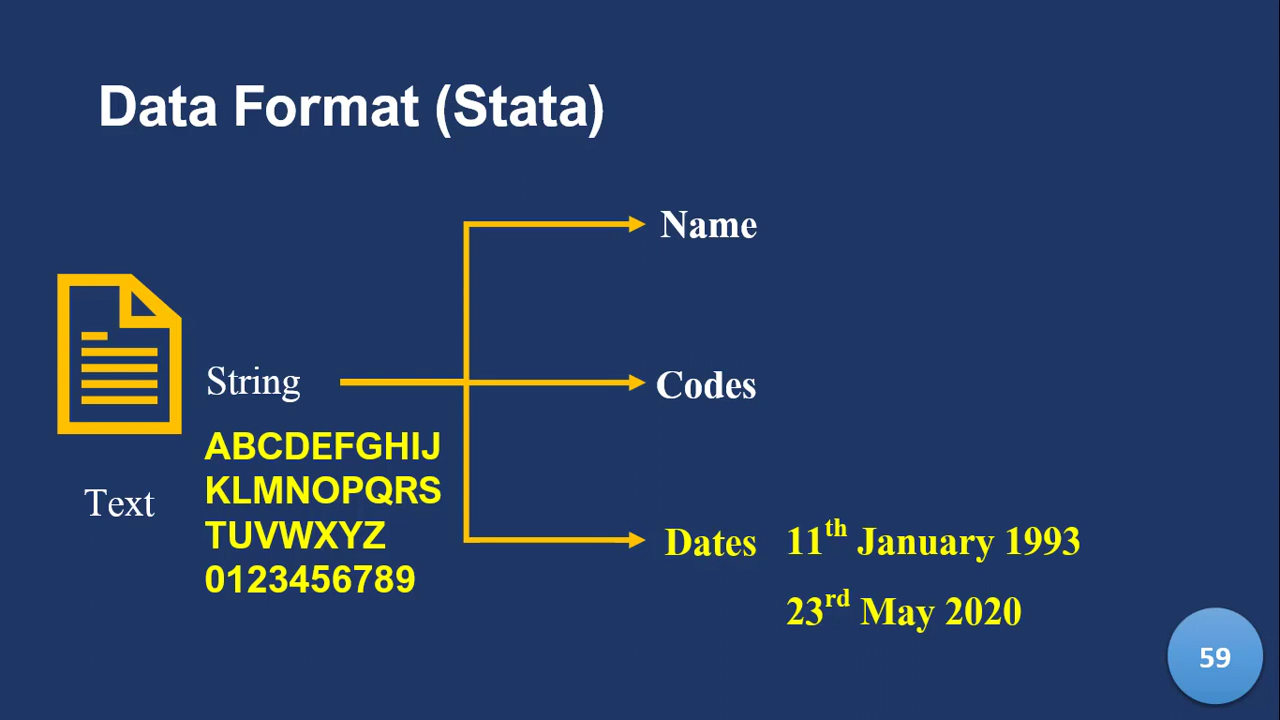 Data Format (Stata)
Name
String
Codes
ABCDEFGHIJ
KLMNOPQRS
TUVWXYZ
0123456789
Text
Dates 11th January 1993
23rd May 2020
59